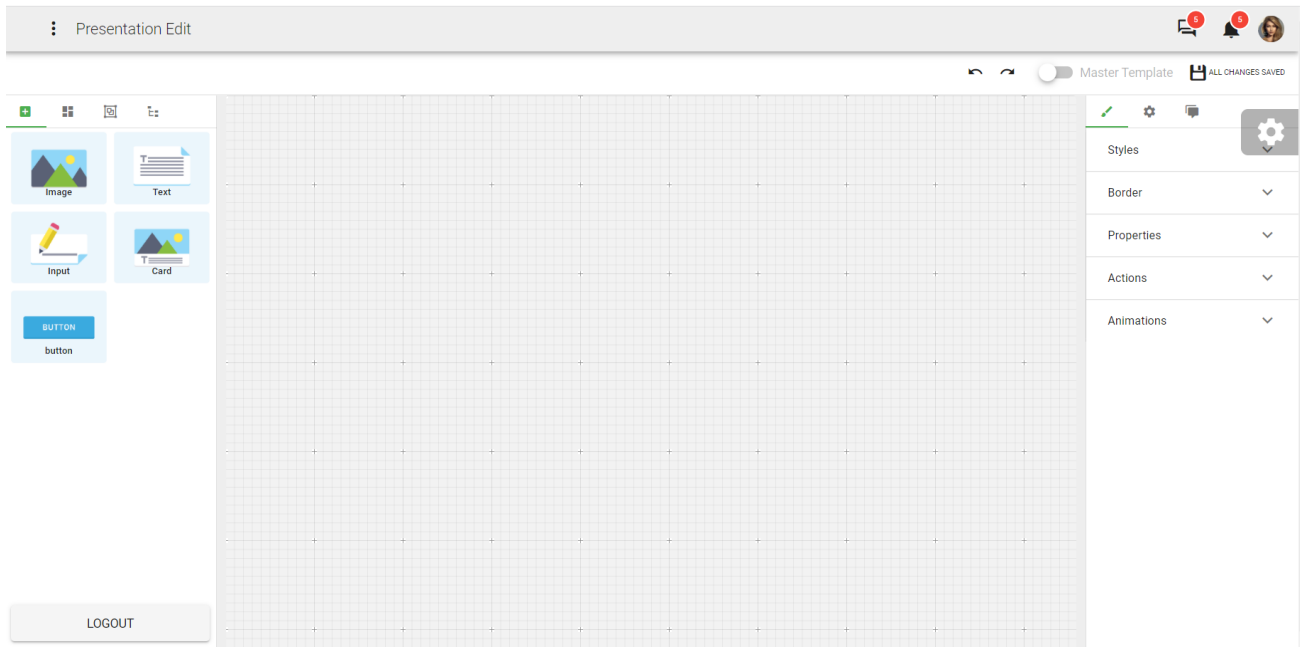 Presentation Edit
5
5
Master Template
ALL CHANGES SAVED
Image
T
Text
Input
T
Card
BUTTON
button
LOGOUT
Styles
Border
Properties
Actions
Animations